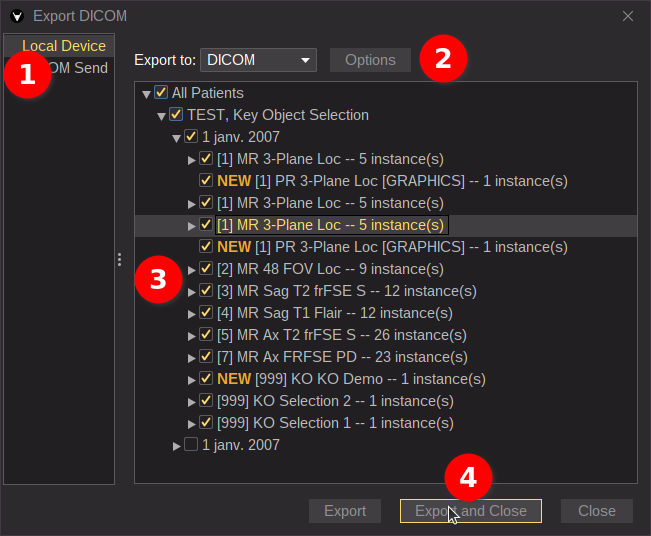 Export DICOM
Local Device
OM Send
1
Export to: DICOM Options
2
All Patients
TEST, Key Object Selection
1 janv. 2007
[1] MR 3-Plane Loc -- 5 instance(s)
NEW [1] PR 3-Plane Loc [GRAPHICS] -- 1 instance(s)
[1] MR 3-Plane Loc -- 5 instance(s)
[1] MR 3-Plane Loc -- 5 instance(s)
NEW [1] PR 3-Plane Loc [GRAPHICS] -- 1 instance(s)
3
[2] MR 48 FOV Loc -- 9 instance(s)
[3] MR Sag T2 frFSE S -- 12 instance(s)
[4] MR Sag T1 Flair -- 12 instance(s)
[5] MR Ax T2 frFSE S -- 26 instance(s)
[7] MR Ax FRFSE PD -- 23 instance(s)
NEW [999] KO KO Demo -- 1 instance(s)
[999] KO Selection 2 -- 1 instance(s)
[999] KO Selection 1 -- 1 instance(s)
1 janv. 2007
4
Export Export and Close Close